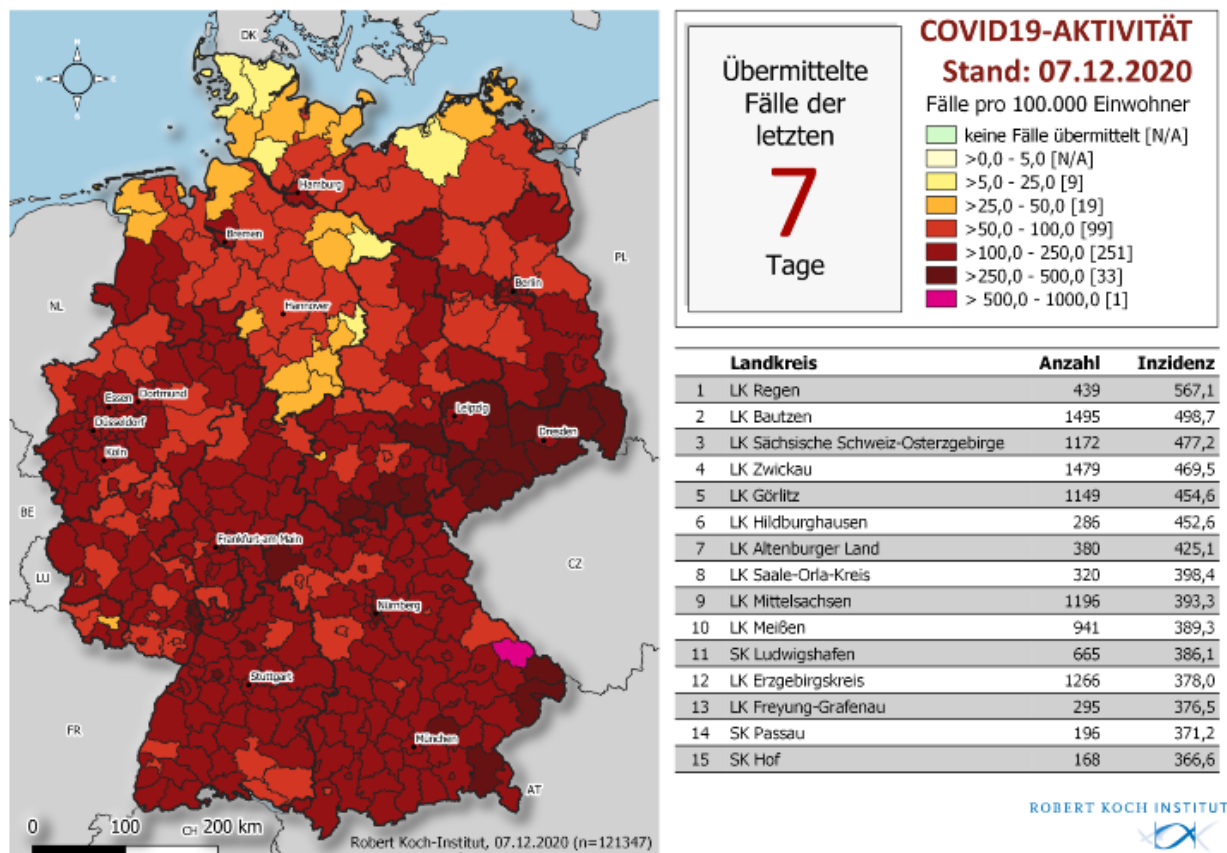 DK
Hamburg
Bremen
PL
Berlin
NL
Hannover
Essen
Dortmund
Düsseldorf
Leipzig
Dresden
Köln
BE
Frankfurt am Main
CZ
LU
Nürnberg
Stuttgart
FR
München
AT
CH
0 100 200 km
Robert Koch-Institut, 07.12.2020 (n=121347)
Übermittelte
Fälle der
letzten
7
Tage
COVID19-AKTIVITÄT
Stand: 07.12.2020
Fälle pro 100.000 Einwohner
keine Fälle übermittelt [N/A]
>0,0 - 5,0 [N/A]
>5,0 - 25,0 [9]
>25,0 - 50,0 [19]
>50,0 - 100,0 [99]
>100,0 - 250,0 [251]
>250,0 - 500,0 [33]
> 500,0 - 1000,0 [1]
Landkreis Anzahl Inzidenz
1 LK Regen 439 567,1
2 LK Bautzen 1495 498,7
3 LK Sächsische Schweiz-Osterzgebirge 1172 477,2
4 LK Zwickau 1479 469,5
5 LK Görlitz 1149 454,6
6 LK Hildburghausen 286 452,6
7 LK Altenburger Land 380 425,1
8 LK Saale-Orla-Kreis 320 398,4
9 LK Mittelsachsen 1196 393,3
10 LK Meißen 941 389,3
11 SK Ludwigshafen 665 386,1
12 LK Erzgebirgskreis 1266 378,0
13 LK Freyung-Grafenau 295 376,5
14 SK Passau 196 371,2
15 SK Hof 168 366,6
ROBERT KOCH INSTITUT